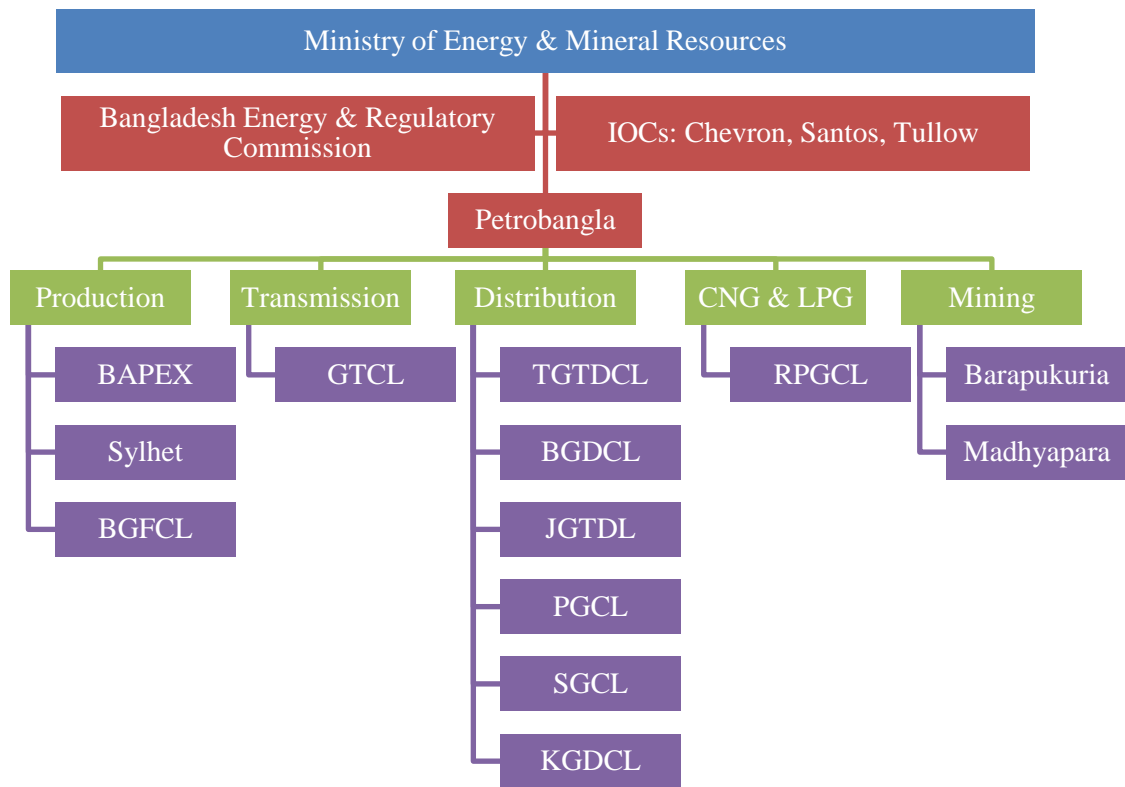 Ministry of Energy & Mineral Resources
Bangladesh Energy & Regulatory
Commission
IOCs: Chevron, Santos, Tullow
Petrobangla
Production
Transmission
Distribution
CNG & LPG
Mining
BAPEX
Sylhet
BGFCL
GTCL
TGTDCL
BGDCL
JGTDL
PGCL
SGCL
KGDCL
RPGCL
Barapukuria
Madhyapara